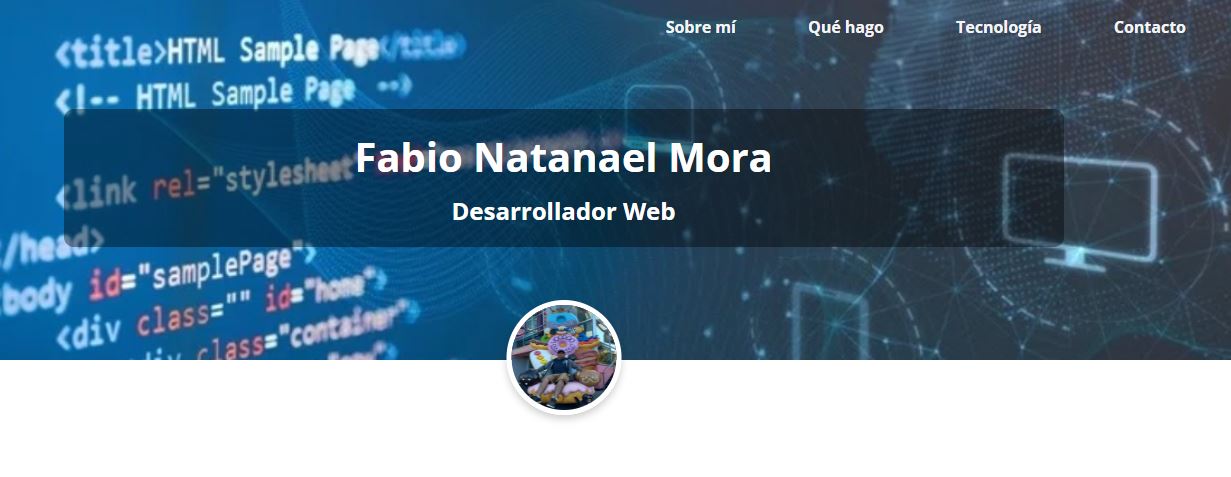 Sobre mí
Qué hago
Tecnología
Contacto
<title>HTML Sample Page</title>
<!-- HTML Sample Page -->
Fabio Natanael Mora
<link rel="stylesheet
Desarrollador Web
/head>
body id="samplePage">
<div class="" id="home">
<div class="container">